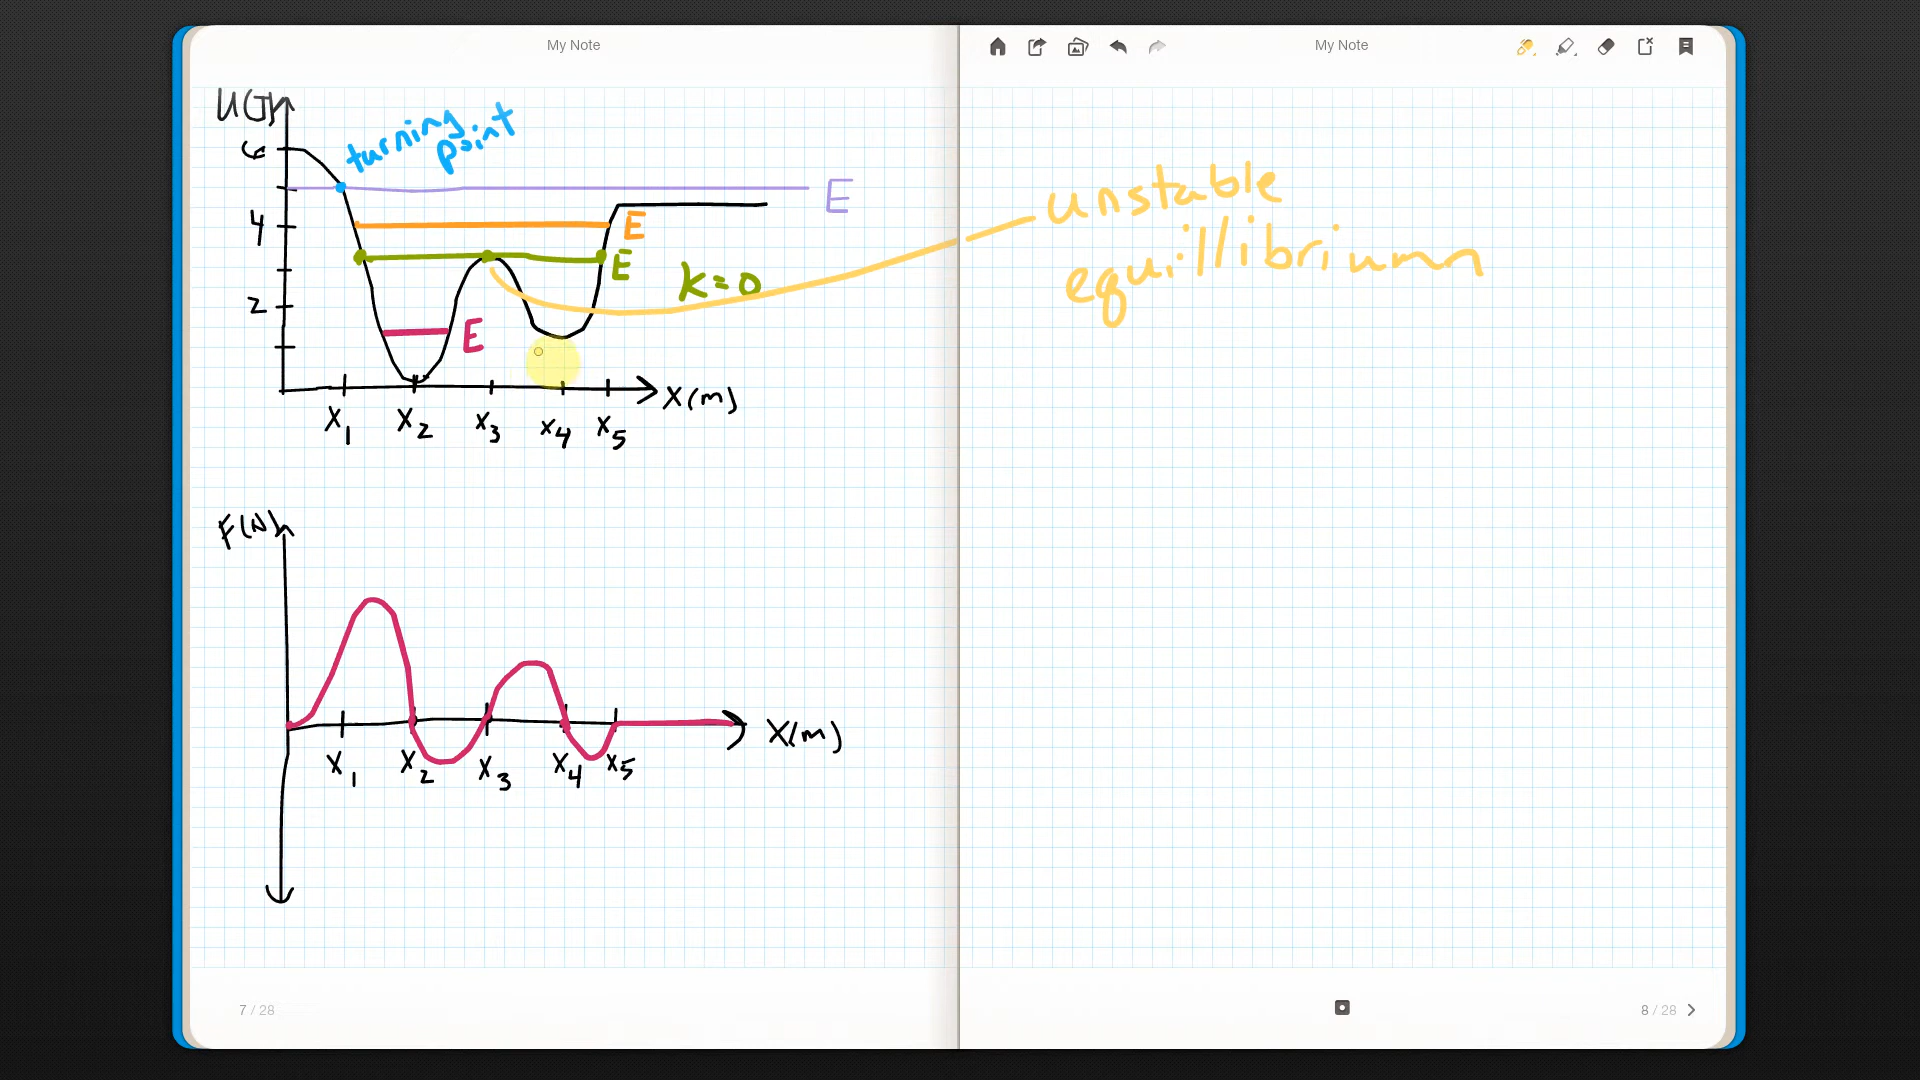 My Note
My Note
U(J)
turning
point
6
E
4
E
E
K=0
2
E
X(m)
X1
X2
X3
X4
X5
unstable
equillibriumn
F(N)
X(m)
X1
X2
X3
X4
X5
7 / 28
8 / 28